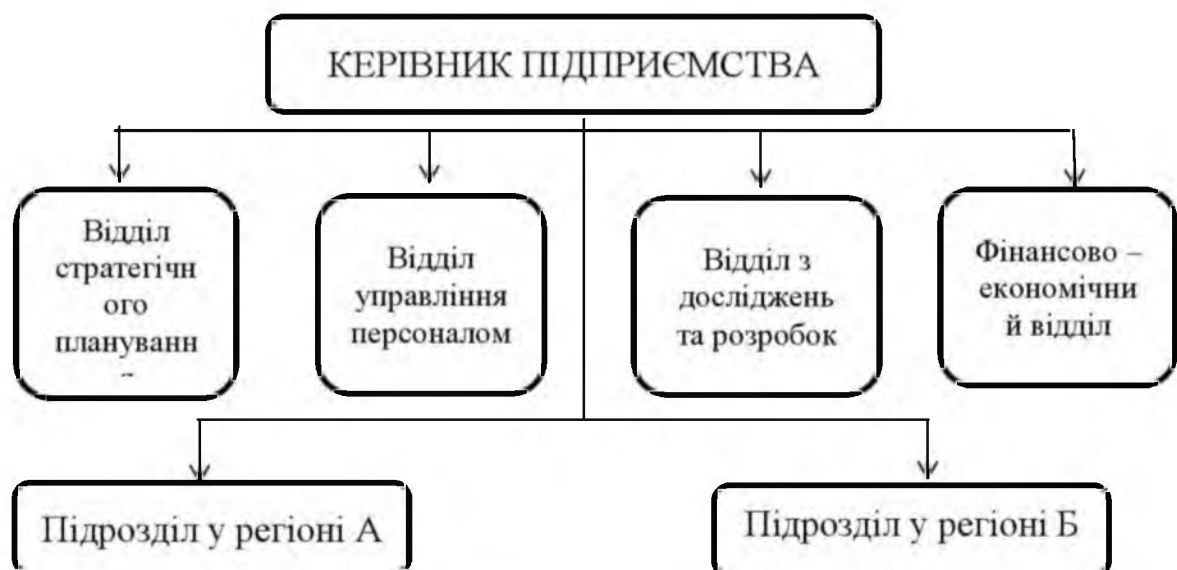 КЕРІВНИК ПІДПРИЄМСТВА
Відділ
стратегічн
ого
плануванн
Відділ
управління
персоналом
Відділ з
досліджень
та розробок
Фінансово –
економічни
й відділ
Підрозділ у регіоні А
Підрозділ у регіоні Б